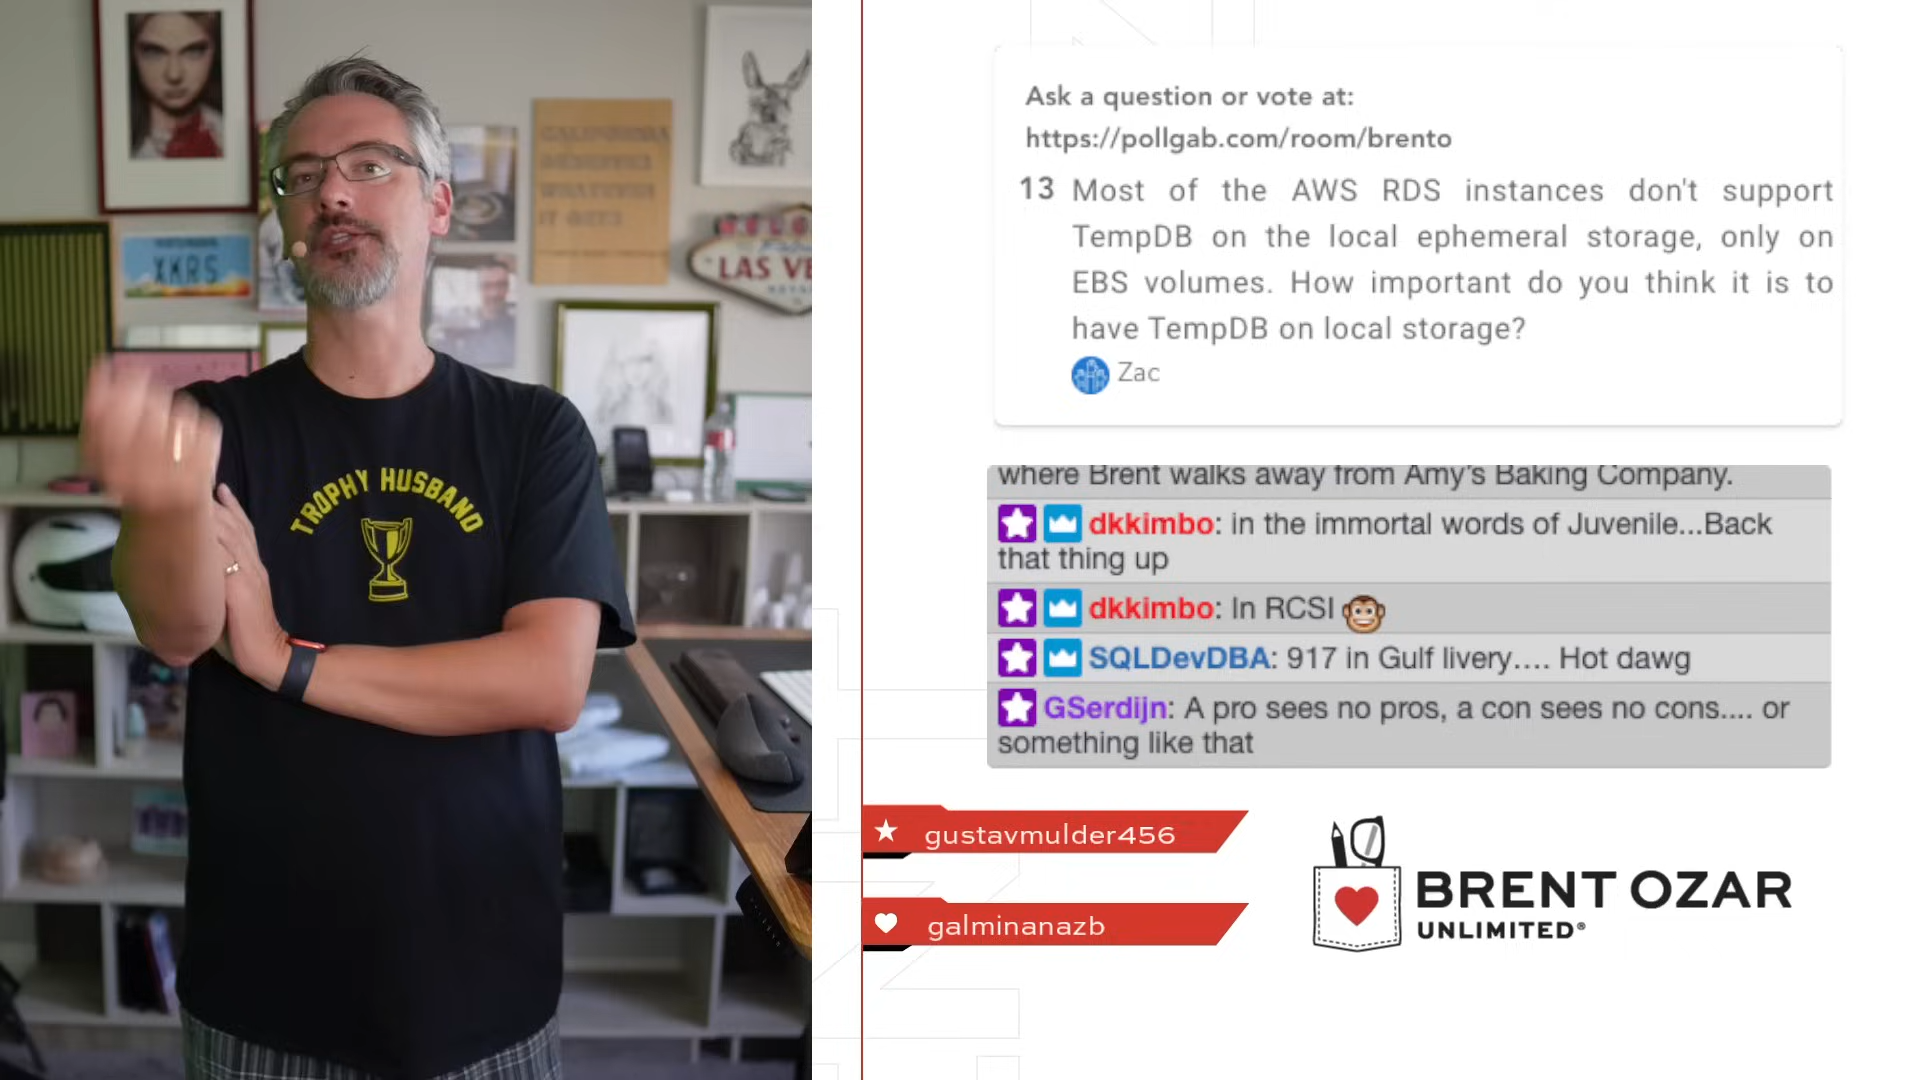 CALIFORNIA
DESERVES
WHATEVER
IT GETS
XKRS
LAS VE
TROPHY HUSBAND
Ask a question or vote at:
https://pollgab.com/room/brento
13 Most of the AWS RDS instances don't support
TempDB on the local ephemeral storage, only on
EBS volumes. How important do you think it is to
have TempDB on local storage?
Zac
where Brent walks away from Amy's Baking Company.
dkkimbo: in the immortal words of Juvenile...Back
that thing up
dkkimbo: In RCSI
SQLDevDBA: 917 in Gulf livery.... Hot dawg
GSerdijn: A pro sees no pros, a con sees no cons.... or
something like that
gustavmulder456
galminanazb
BRENT OZAR
UNLIMITED®